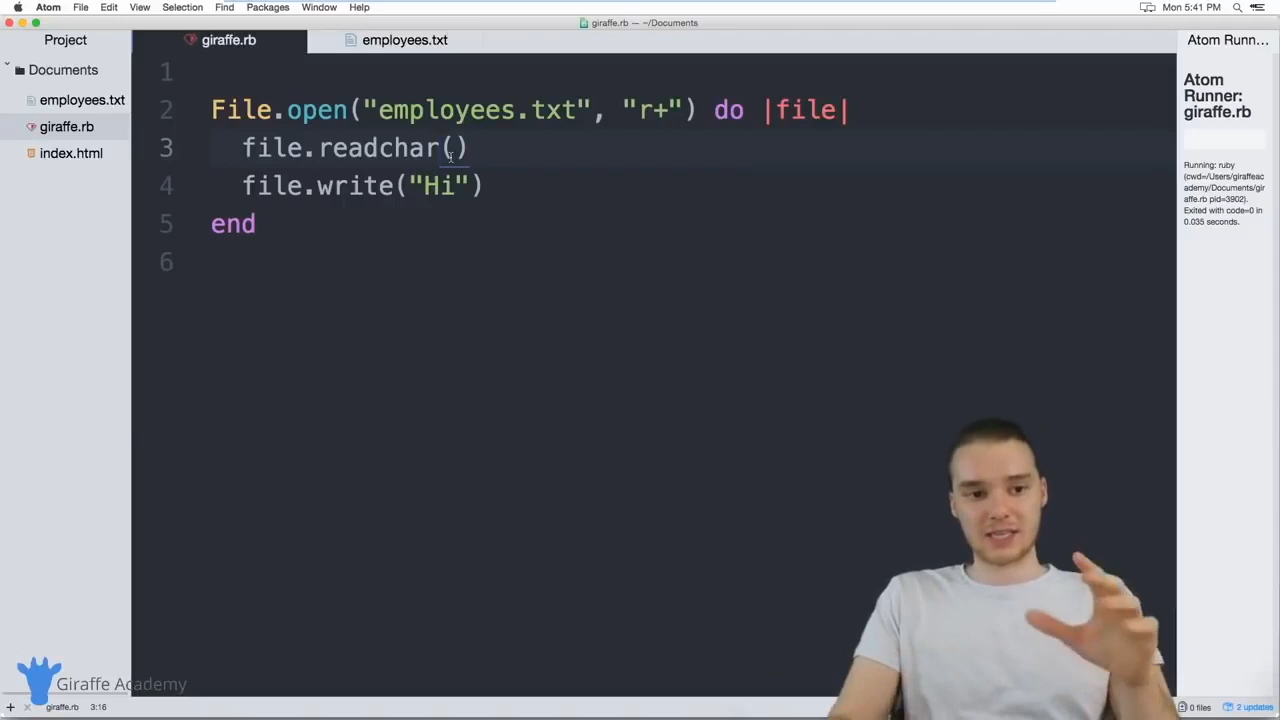 Atom File Edit View Selection Find Packages Window Help Mon 5:41 PM
giraffe.rb — ~/Documents
Project giraffe.rb employees.txt Atom Runn...
Documents
employees.txt
giraffe.rb
index.html
1
2 File.open("employees.txt", "r+") do |file|
3 file.readchar()
4 file.write("Hi")
5 end
6
Atom
Runner:
giraffe.rb
Running: ruby
(cwd=/Users/giraffeac
ademy/Documents/gir
affe.rb pid=3902).
Exited with code=0 in
0.035 seconds.
Giraffe Academy
giraffe.rb 3:16 0 files 2 updates